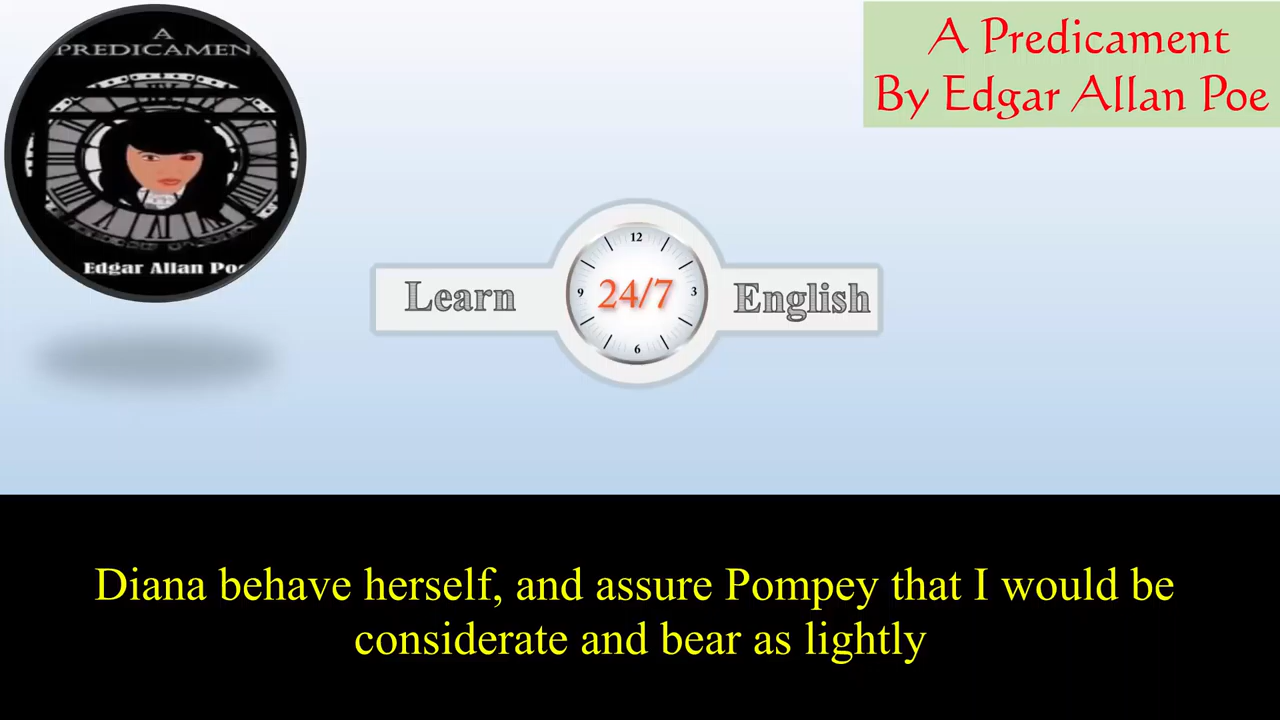 A
PREDICAMEN
Edgar Allan Poe
A Predicament
By Edgar Allan Poe
Learn 24/7 English
12
9
3
6
Diana behave herself, and assure Pompey that I would be
considerate and bear as lightly